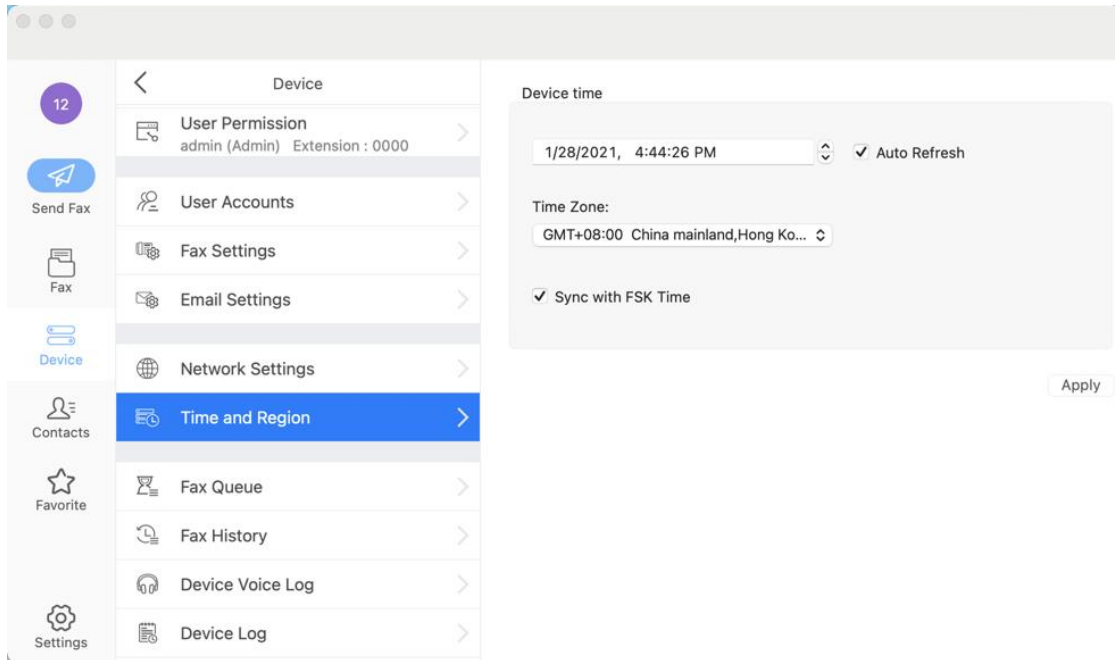 12
Send Fax
Fax
Device
Contacts
Favorite
Settings
Device
User Permission
admin (Admin) Extension : 0000
User Accounts
Fax Settings
Email Settings
Network Settings
Time and Region
Fax Queue
Fax History
Device Voice Log
Device Log
Device time
1/28/2021, 4:44:26 PM
Auto Refresh
Time Zone:
GMT+08:00 China mainland,Hong Ko...
Sync with FSK Time
Apply